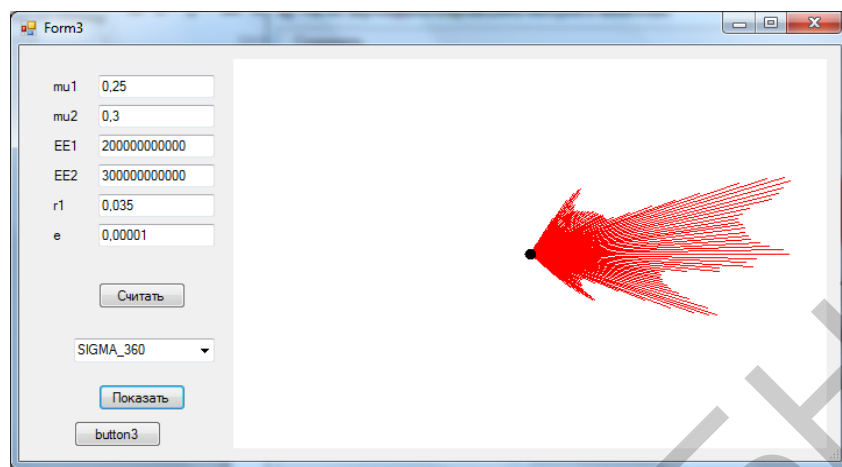 Form3
mu1 0,25
mu2 0,3
EE1 200000000000
EE2 300000000000
r1 0,035
e 0,00001
Считать
SIGMA_360
Показать
button3